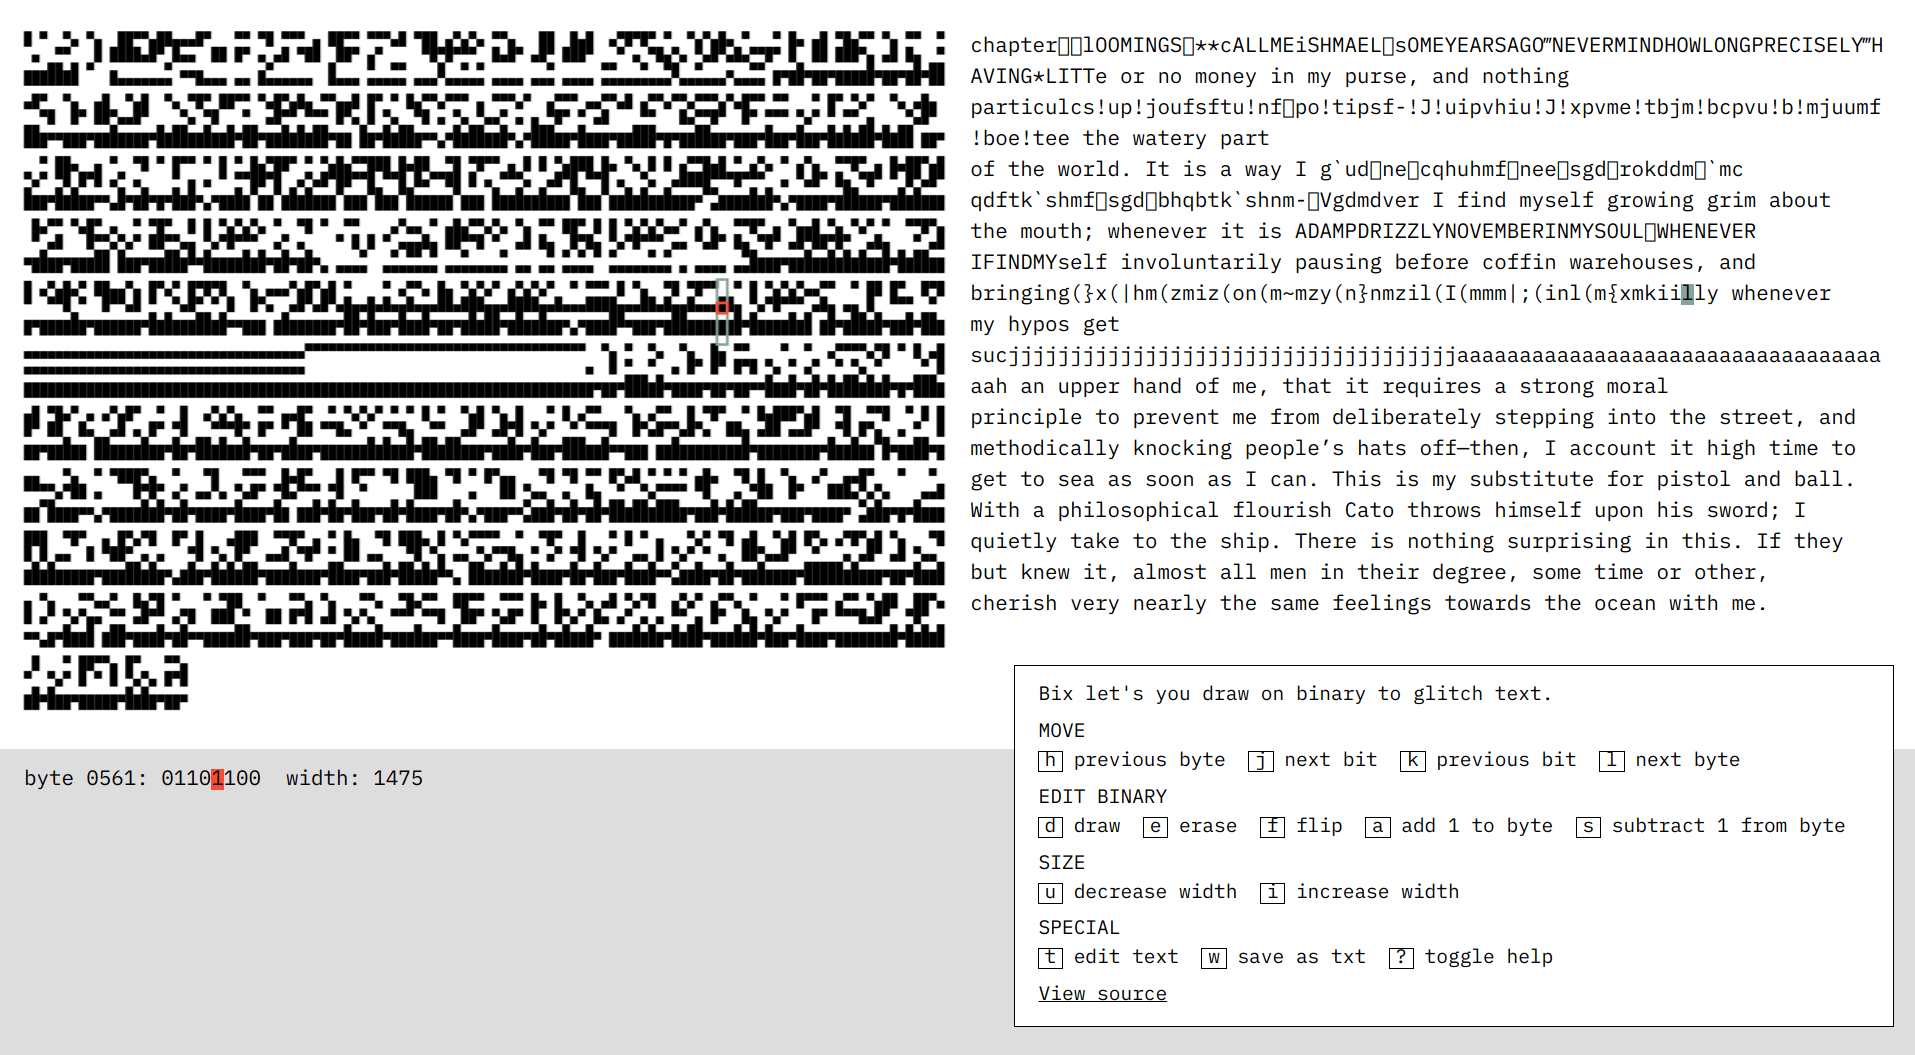 chapter▯▯lOOMINGS▯**cALLMEiSHMAEL▯sOMEYEARSAGO‴NEVERMINDHOWLONGPRECISELY‴H
AVING*LITTe or no money in my purse, and nothing
particulcs!up!joufsftu!nf▯po!tipsf-!J!uipvhiu!J!xpvme!tbjm!bcpvu!b!mjuumf
!boe!tee the watery part
of the world. It is a way I g`ud▯ne▯cqhuhmf▯nee▯sgd▯rokddm▯`mc
qdftk`shmf▯sgd▯bhqbtk`shnm-▯Vgdmdver I find myself growing grim about
the mouth; whenever it is ADAMPDRIZZLYNOVEMBERINMYSOUL▯WHENEVER
IFINDMYself involuntarily pausing before coffin warehouses, and
bringing(}x(|hm(zmiz(on(m~mzy(n}nmzil(I(mmm|;(inl(m{xmkiilly whenever
my hypos get
sucjjjjjjjjjjjjjjjjjjjjjjjjjjjjjjjjjjjjaaaaaaaaaaaaaaaaaaaaaaaaaaaaaaaaaa
aah an upper hand of me, that it requires a strong moral
principle to prevent me from deliberately stepping into the street, and
methodically knocking people’s hats off—then, I account it high time to
get to sea as soon as I can. This is my substitute for pistol and ball.
With a philosophical flourish Cato throws himself upon his sword; I
quietly take to the ship. There is nothing surprising in this. If they
but knew it, almost all men in their degree, some time or other,
cherish very nearly the same feelings towards the ocean with me.
Bix let's you draw on binary to glitch text.
MOVE
h previous byte j next bit k previous bit l next byte
EDIT BINARY
d draw e erase f flip a add 1 to byte s subtract 1 from byte
SIZE
u decrease width i increase width
SPECIAL
t edit text w save as txt ? toggle help
View source
byte 0561: 01101100 width: 1475